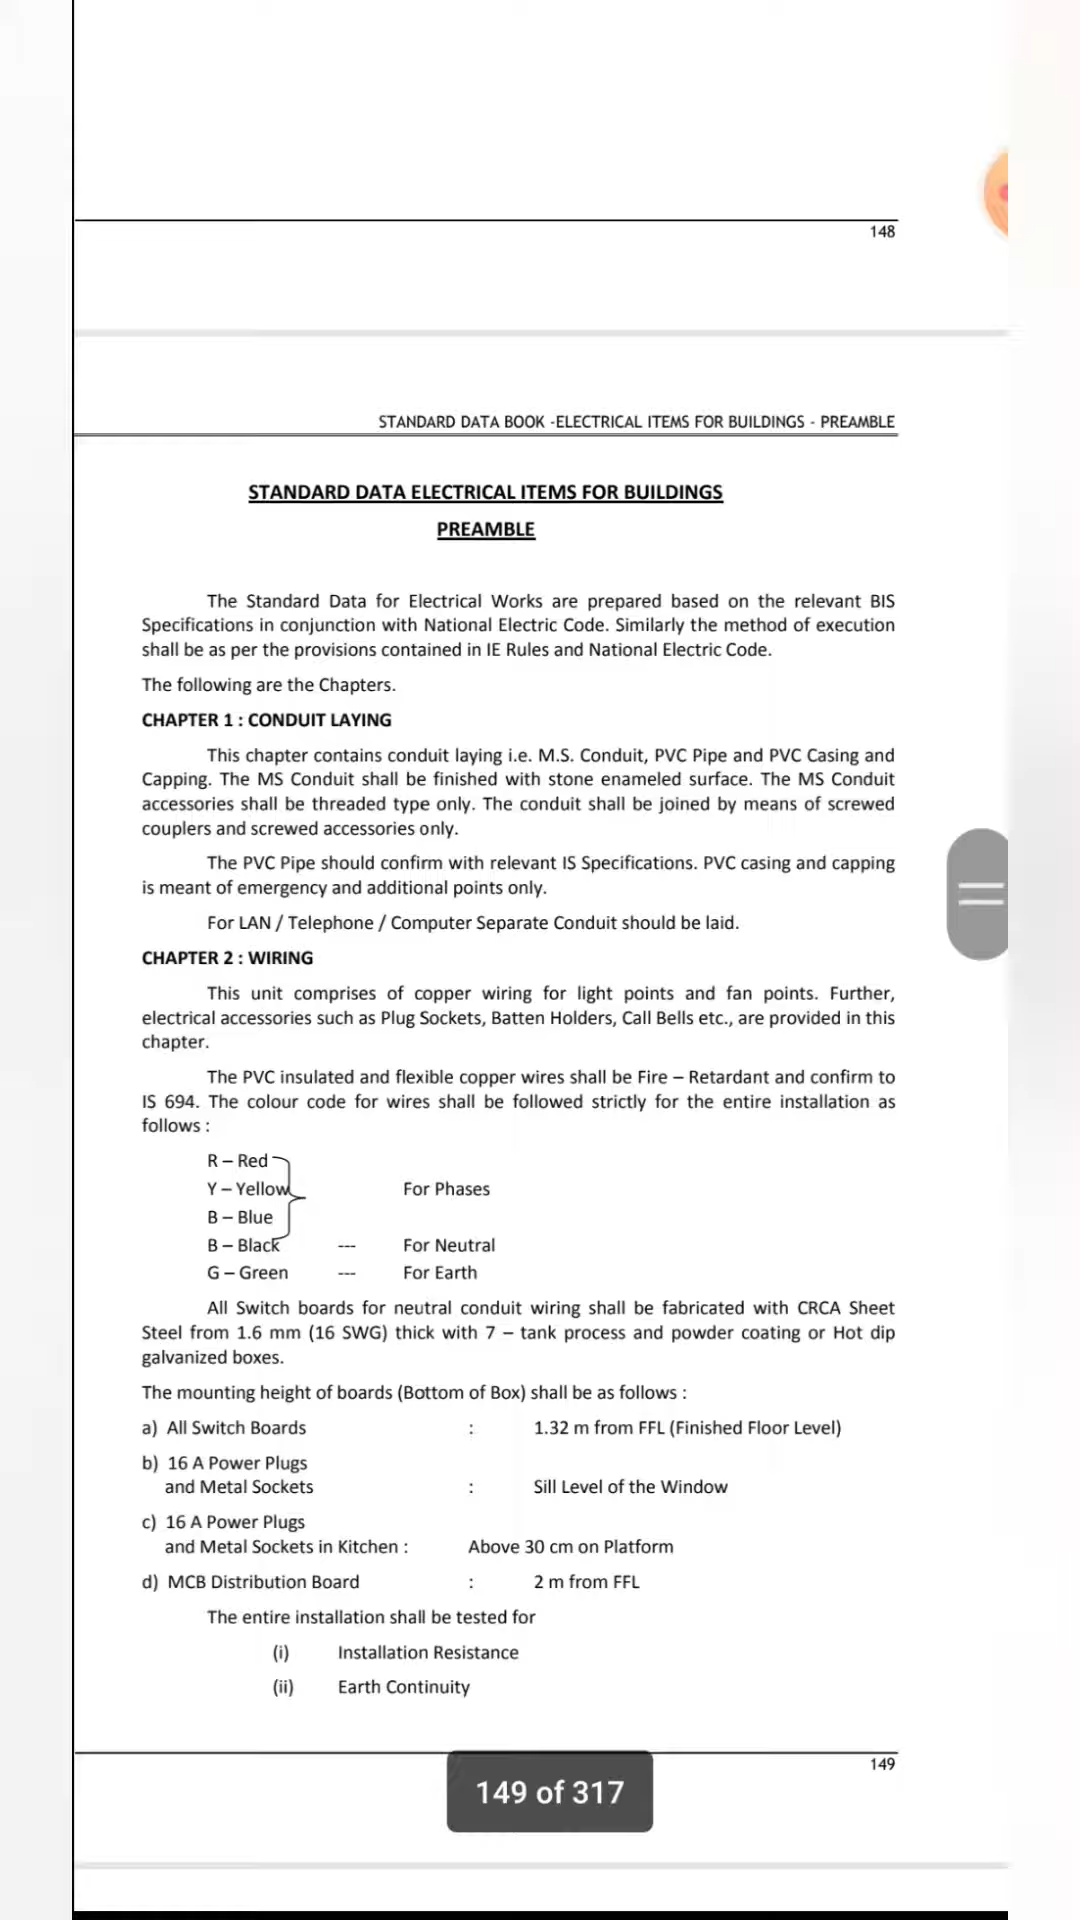 148
STANDARD DATA BOOK -ELECTRICAL ITEMS FOR BUILDINGS - PREAMBLE
STANDARD DATA ELECTRICAL ITEMS FOR BUILDINGS
PREAMBLE
The Standard Data for Electrical Works are prepared based on the relevant BIS
Specifications in conjunction with National Electric Code. Similarly the method of execution
shall be as per the provisions contained in IE Rules and National Electric Code.
The following are the Chapters.
CHAPTER 1 : CONDUIT LAYING
This chapter contains conduit laying i.e. M.S. Conduit, PVC Pipe and PVC Casing and
Capping. The MS Conduit shall be finished with stone enameled surface. The MS Conduit
accessories shall be threaded type only. The conduit shall be joined by means of screwed
couplers and screwed accessories only.
The PVC Pipe should confirm with relevant IS Specifications. PVC casing and capping
is meant of emergency and additional points only.
For LAN / Telephone / Computer Separate Conduit should be laid.
CHAPTER 2 : WIRING
This unit comprises of copper wiring for light points and fan points. Further,
electrical accessories such as Plug Sockets, Batten Holders, Call Bells etc., are provided in this
chapter.
The PVC insulated and flexible copper wires shall be Fire – Retardant and confirm to
IS 694. The colour code for wires shall be followed strictly for the entire installation as
follows :
R – Red
Y – Yellow For Phases
B – Blue
B – Black --- For Neutral
G – Green --- For Earth
All Switch boards for neutral conduit wiring shall be fabricated with CRCA Sheet
Steel from 1.6 mm (16 SWG) thick with 7 – tank process and powder coating or Hot dip
galvanized boxes.
The mounting height of boards (Bottom of Box) shall be as follows :
a) All Switch Boards : 1.32 m from FFL (Finished Floor Level)
b) 16 A Power Plugs
and Metal Sockets : Sill Level of the Window
c) 16 A Power Plugs
and Metal Sockets in Kitchen : Above 30 cm on Platform
d) MCB Distribution Board : 2 m from FFL
The entire installation shall be tested for
(i) Installation Resistance
(ii) Earth Continuity
149
149 of 317